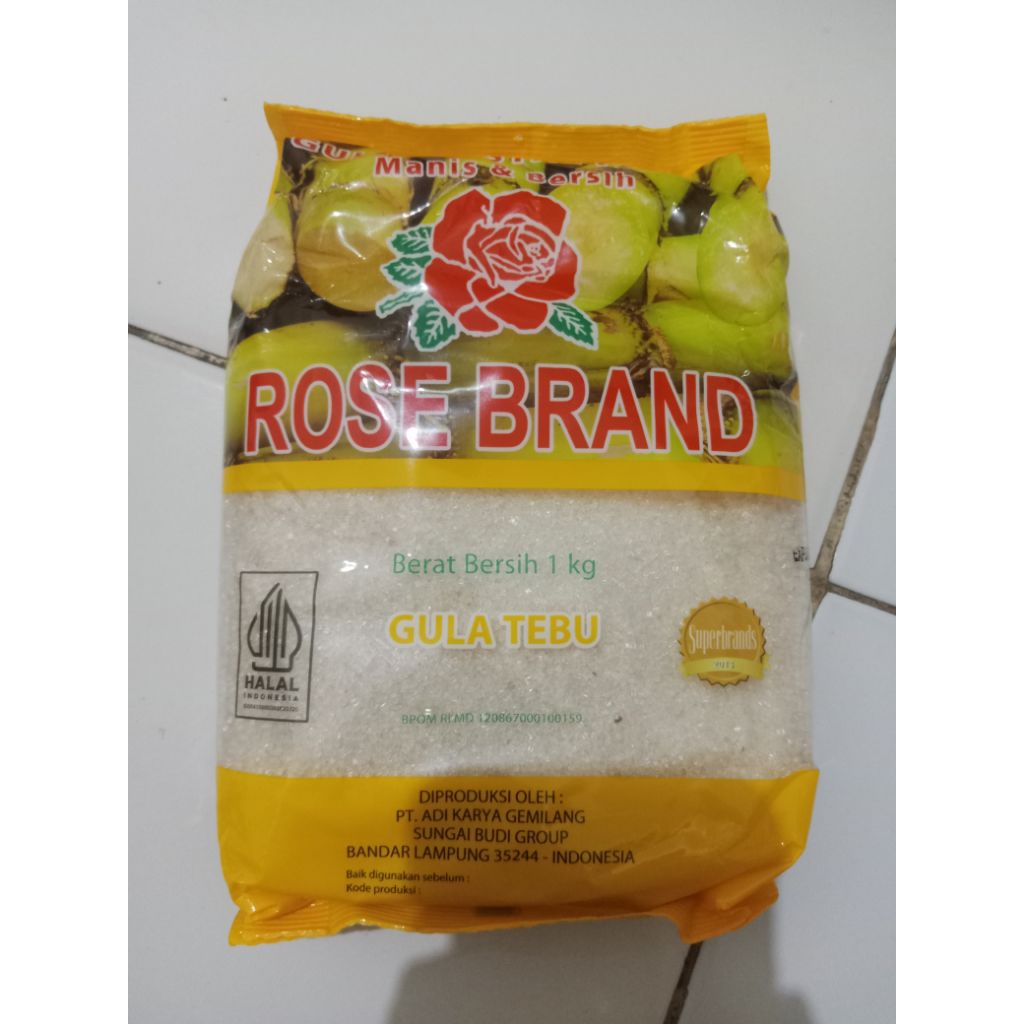 Manis & Bersih
ROSE BRAND
Berat Bersih 1 kg
GULA TEBU
Superbrands
HALAL
INDONESIA
BPOM RI MD 120867000100159
DIPRODUKSI OLEH :
PT. ADI KARYA GEMILANG
SUNGAI BUDI GROUP
BANDAR LAMPUNG 35244 - INDONESIA
Baik digunakan sebelum :
Kode produksi :